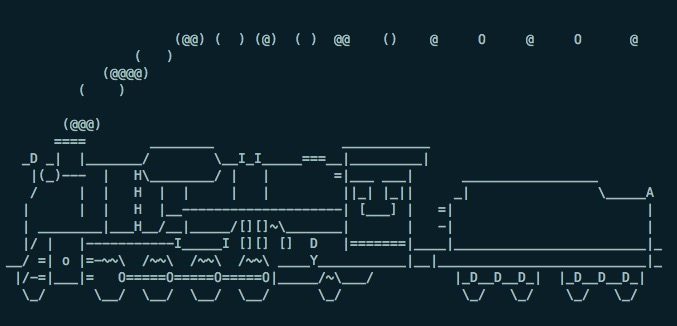 (@@) (  ) (@)  ( ) @@    ()    @     O     @     O      @
                 (   )
             (@@@@)
          (    )

        (@@@)
       ====        ________                ___________
   _D _|  |_______/        \__I_I_____===__|_________|
    |(_)---  |   H\________/ |   |        =|___ ___|      _________________
    /     |  |   H  |  |     |   |         ||_| |_||     _|                \_____A
   |      |  |   H  |__--------------------| [___] |   =|                        |
   | ________|___H__/__|_____/[][]~\_______|       |   -|                        |
   |/ |   |-----------I_____I [][] []  D   |=======|____|________________________|_
 __/ =| o |=-~~\  /~~\  /~~\  /~~\ ____Y___________|__|__________________________|_
  |/-=|___|=   O=====O=====O=====O|_____/~\___/          |_D__D__D_|  |_D__D__D_|
   \_/      \__/  \__/  \__/  \__/      \_/               \_/   \_/    \_/   \_/